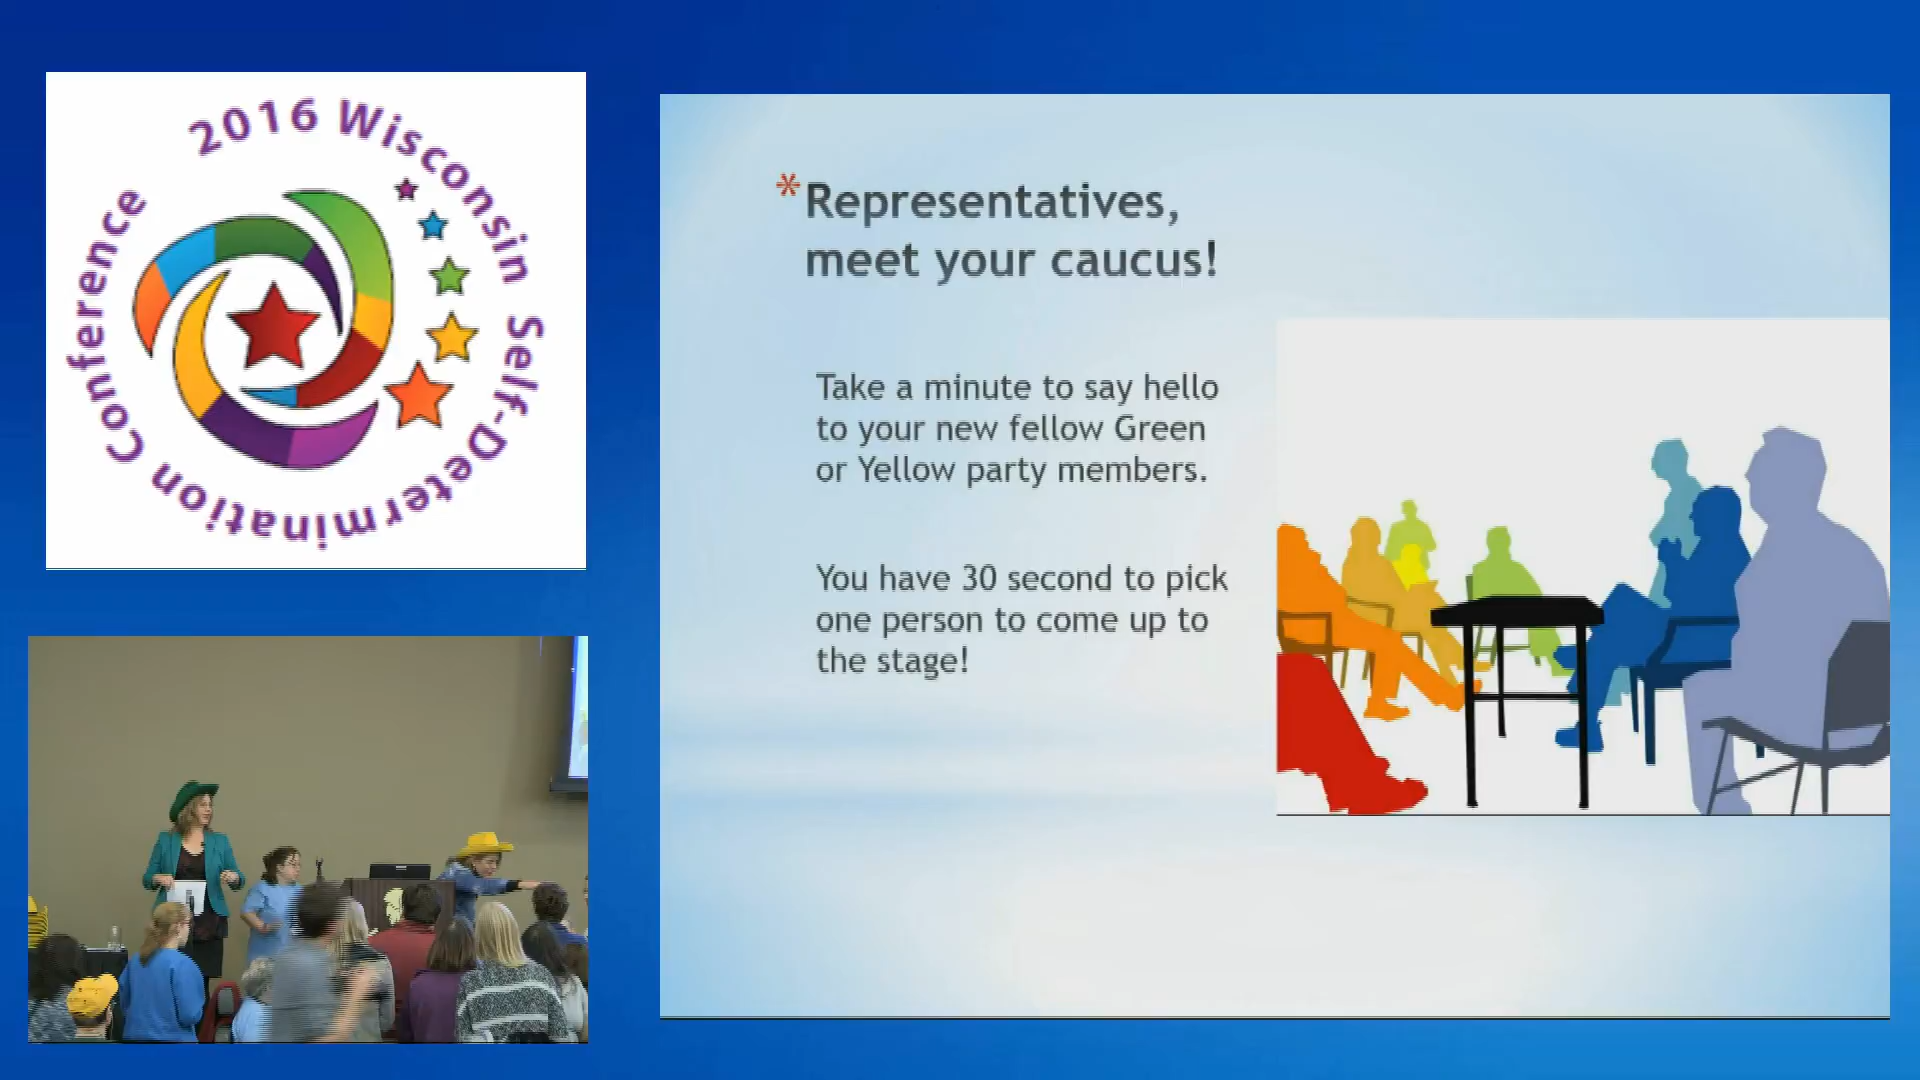 2016 Wisconsin Self-Determination Conference
*Representatives,
meet your caucus!
Take a minute to say hello
to your new fellow Green
or Yellow party members.
You have 30 second to pick
one person to come up to
the stage!